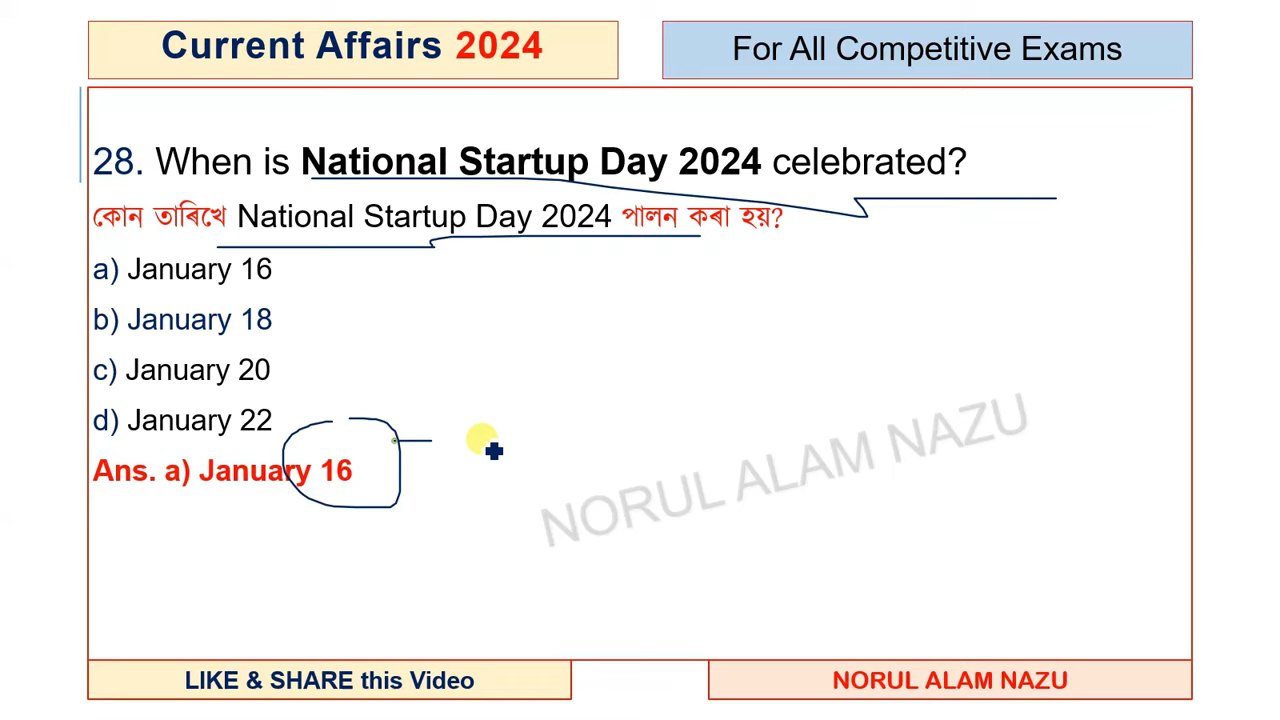 Current Affairs 2024
For All Competitive Exams
28. When is National Startup Day 2024 celebrated?
কোন তাৰিখে National Startup Day 2024 পালন কৰা হয়?
a) January 16
b) January 18
c) January 20
d) January 22
Ans. a) January 16
NORUL ALAM NAZU
LIKE & SHARE this Video
NORUL ALAM NAZU